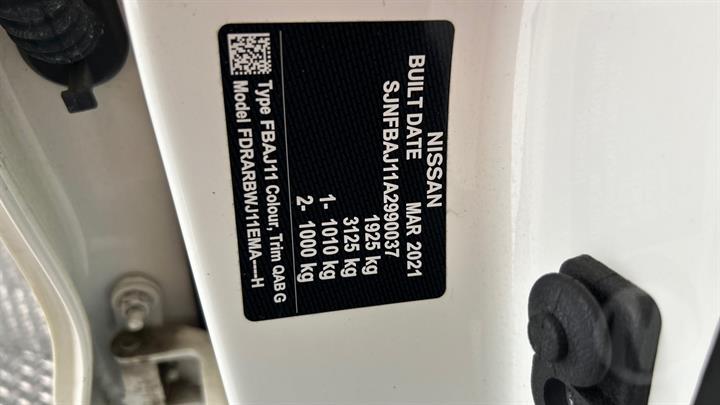 NISSAN
BUILT DATE MAR 2021
SJNFBAJ11A2990037
1925 kg
3125 kg
1- 1010 kg
2- 1000 kg
Type FBAJ11 Colour, Trim QAB G
Model FDRARBWJ11EMA----H